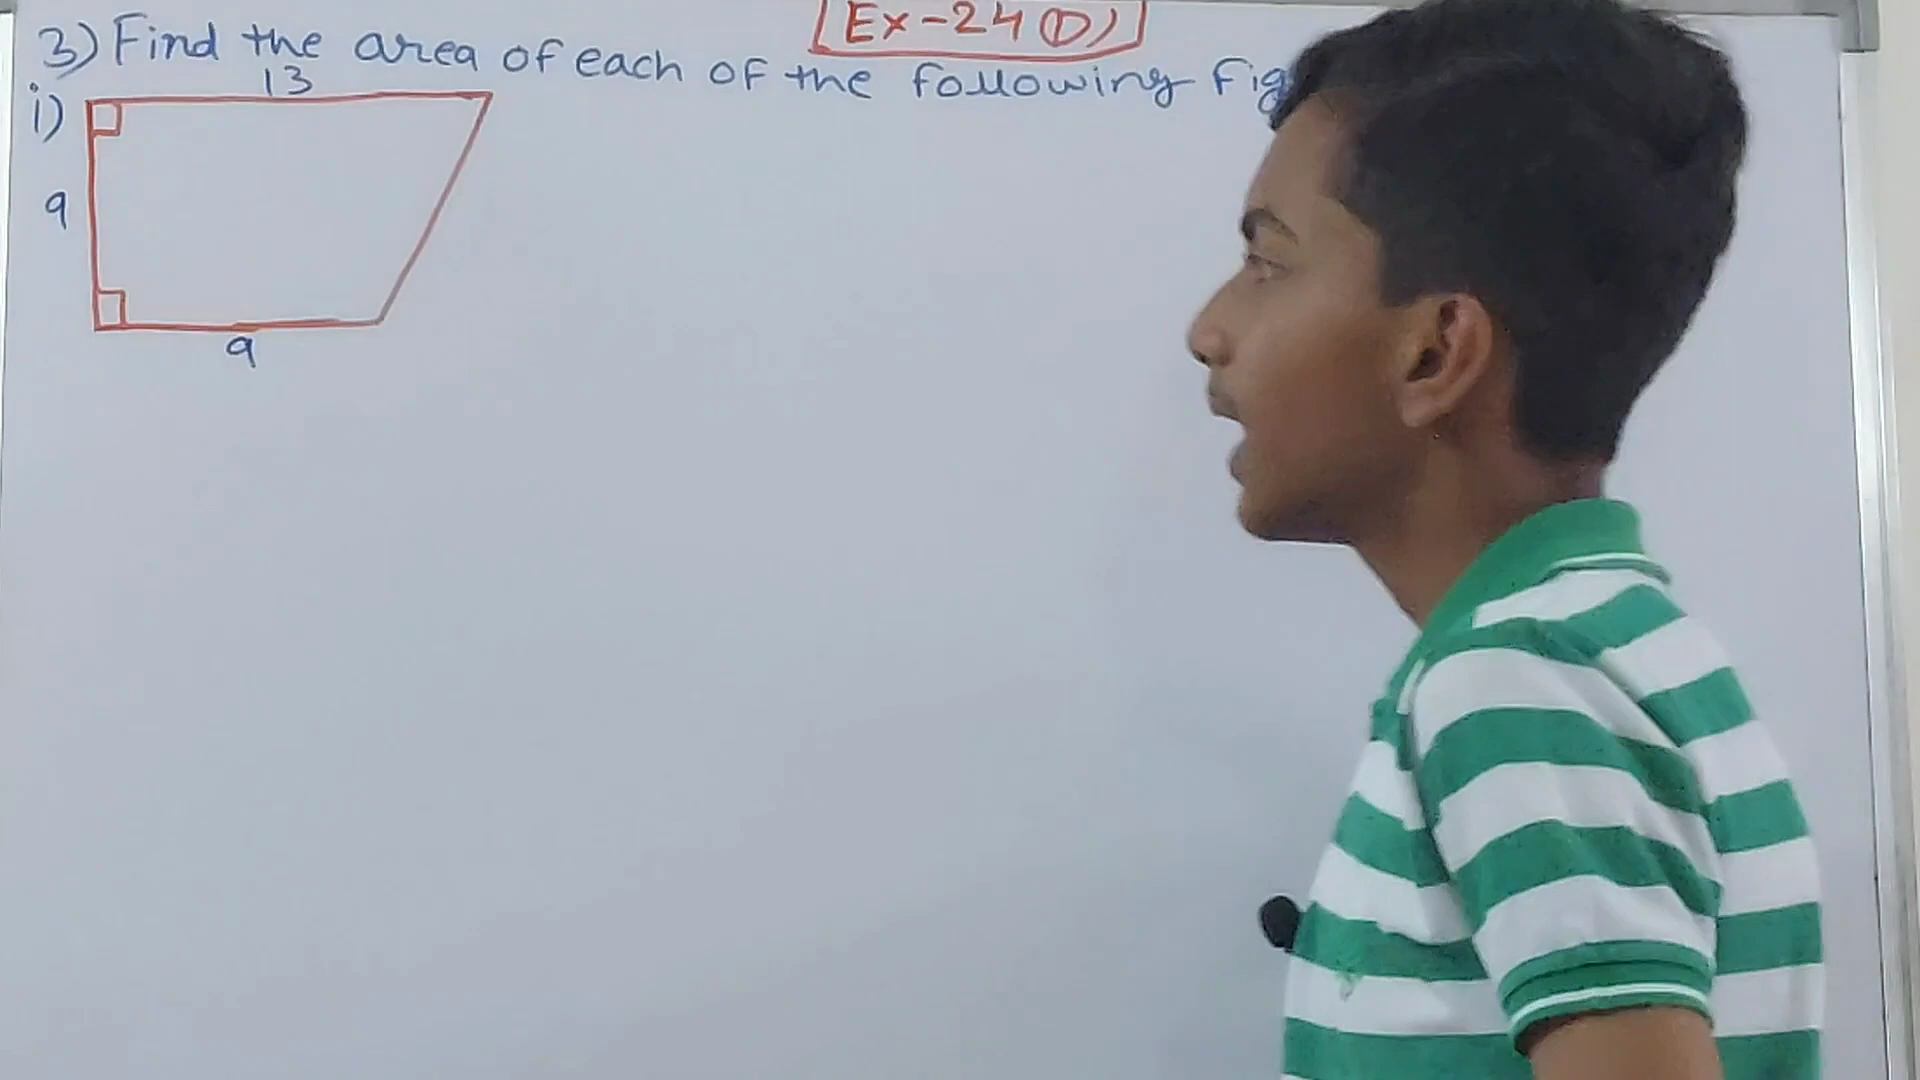 Ex-24 D)
3) Find the area of each of the following Fig
i)
13
9
9